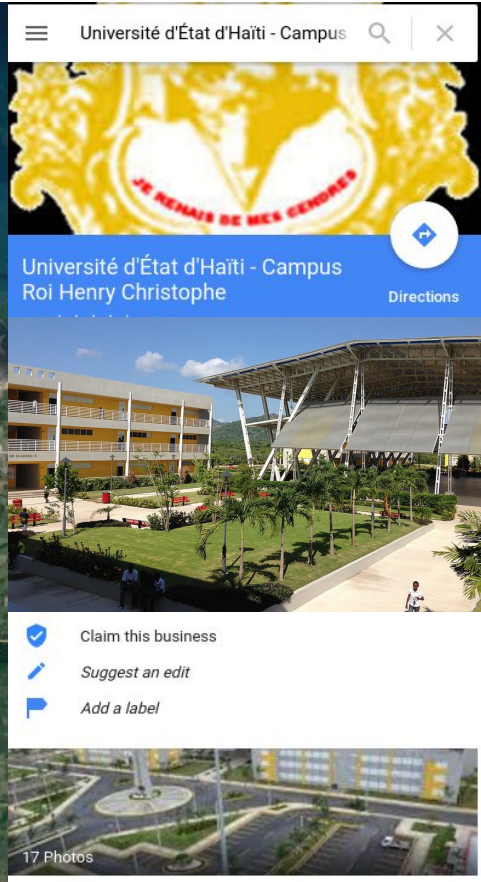 Université d'État d'Haïti - Campus
JE RENAIS DE MES CENDRES
Université d'État d'Haïti - Campus
Roi Henry Christophe
Directions
Claim this business
Suggest an edit
Add a label
17 Photos